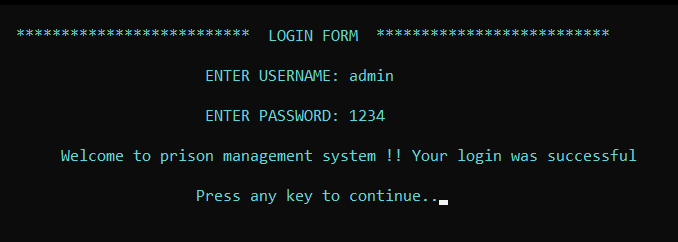 ************************** LOGIN FORM **************************
ENTER USERNAME: admin
ENTER PASSWORD: 1234
Welcome to prison management system !! Your login was successful
Press any key to continue..